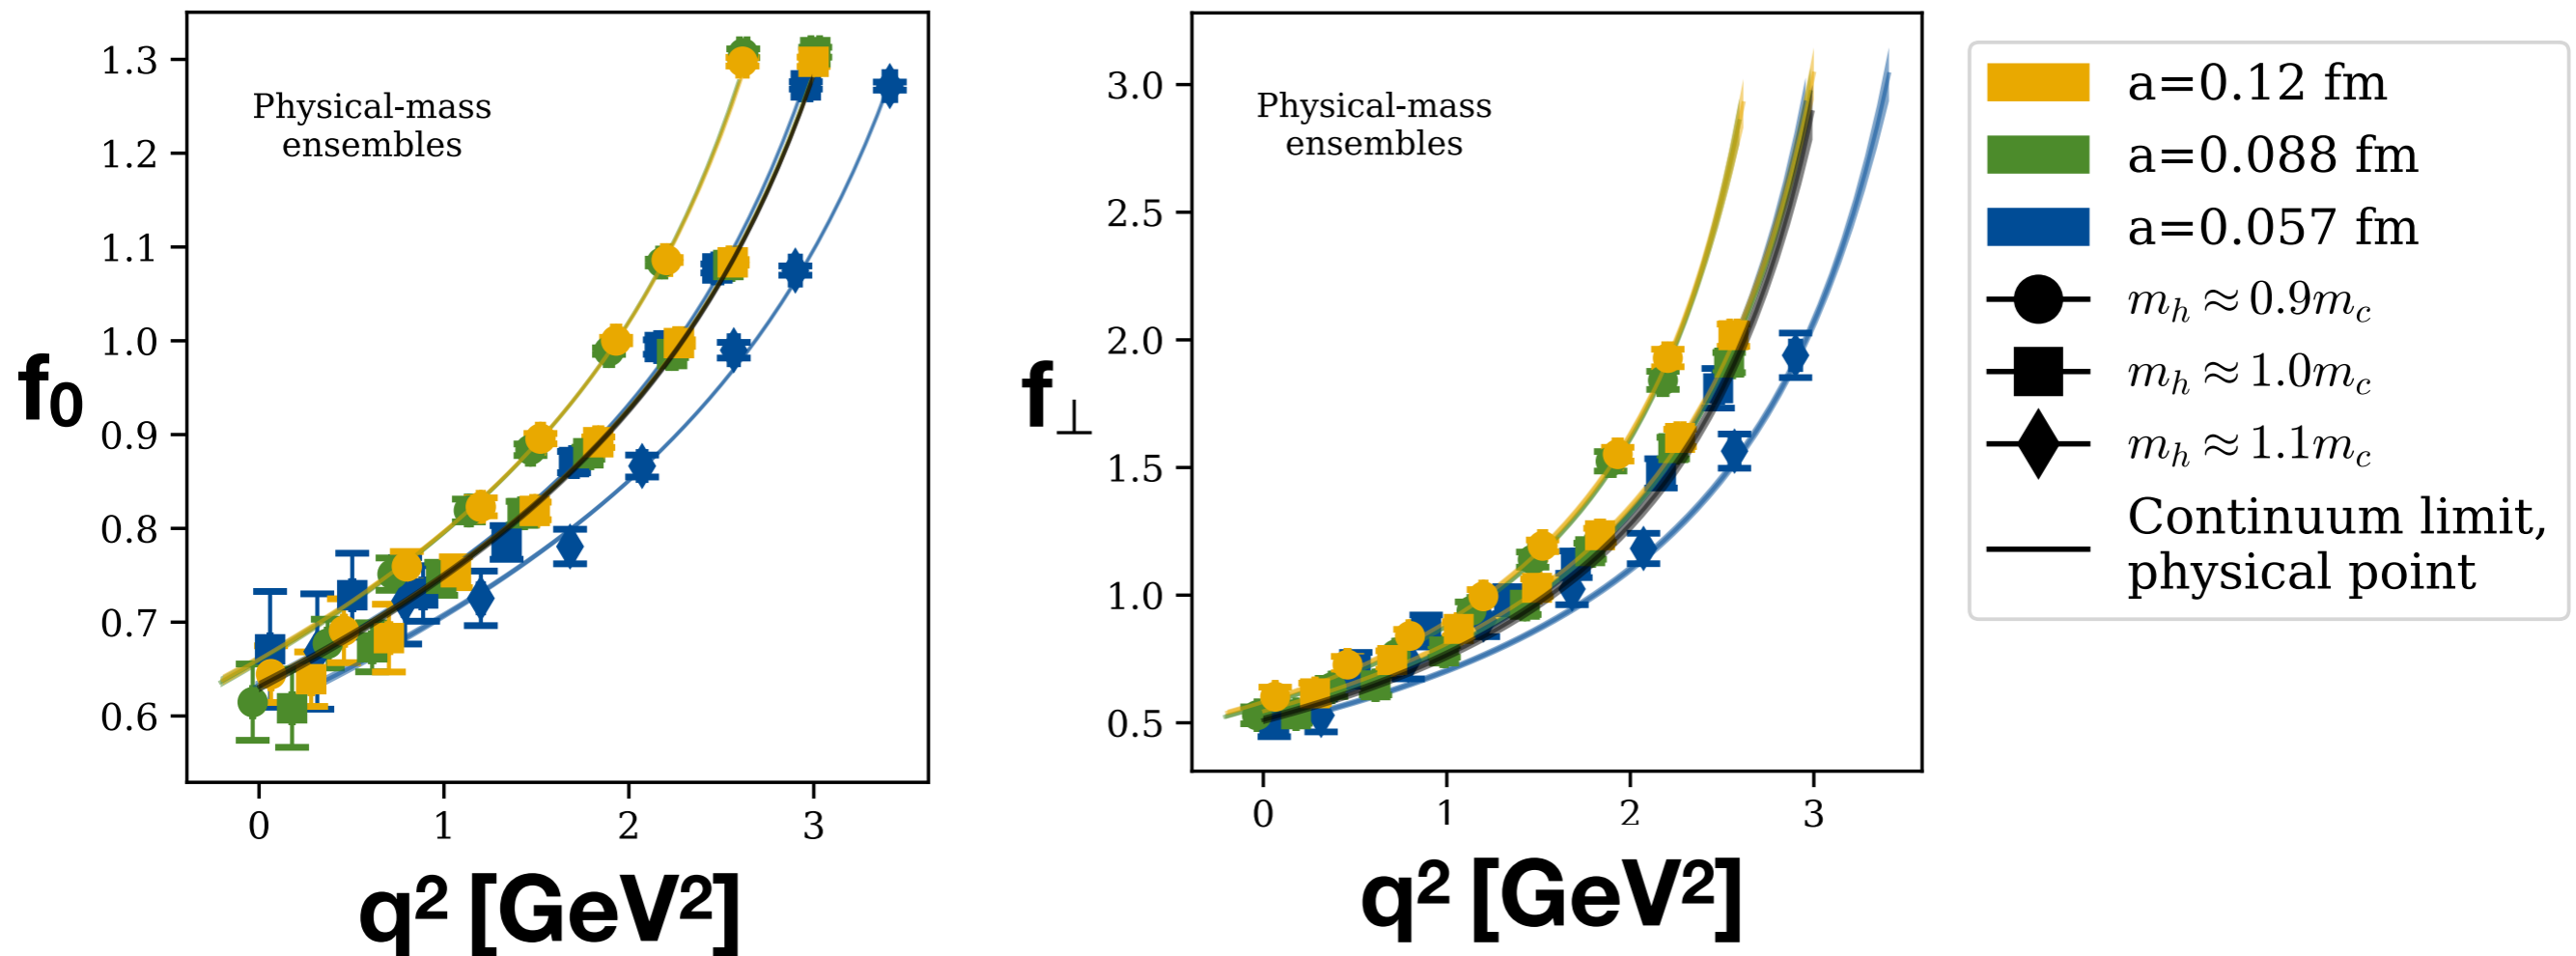 f₀
1.3
1.2
1.1
1.0
0.9
0.8
0.7
0.6
Physical-mass
ensembles
0 1 2 3
q² [GeV²]
f⊥
3.0
2.5
2.0
1.5
1.0
0.5
Physical-mass
ensembles
0 1 2 3
q² [GeV²]
a=0.12 fm
a=0.088 fm
a=0.057 fm
m_h ≈ 0.9m_c
m_h ≈ 1.0m_c
m_h ≈ 1.1m_c
Continuum limit,
physical point